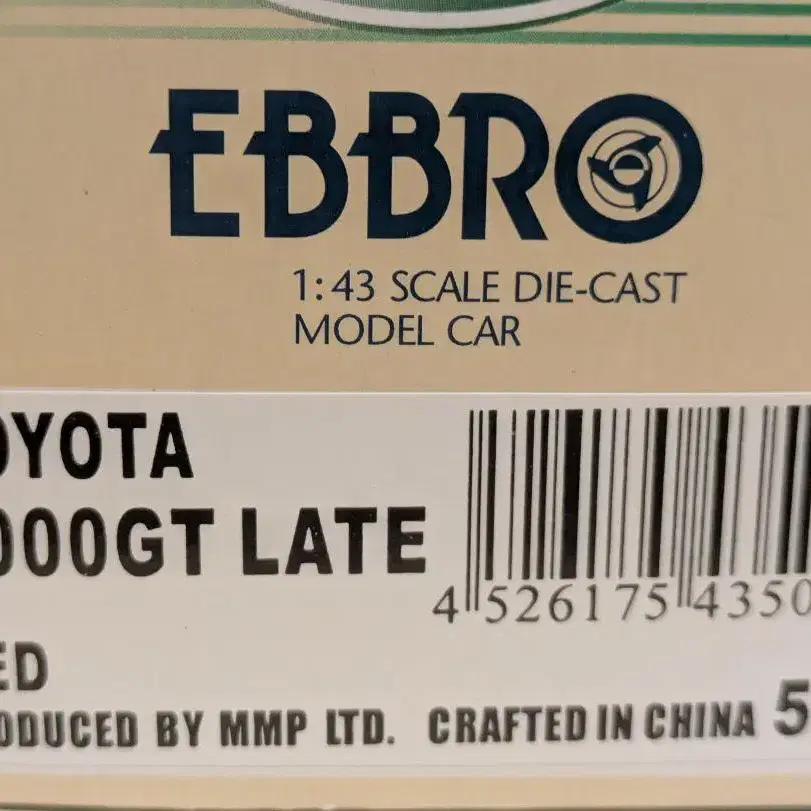 EBBRO
1:43 SCALE DIE-CAST
MODEL CAR
OYOTA
000GT LATE
4 526175 4350
ED
ODUCED BY MMP LTD. CRAFTED IN CHINA 5